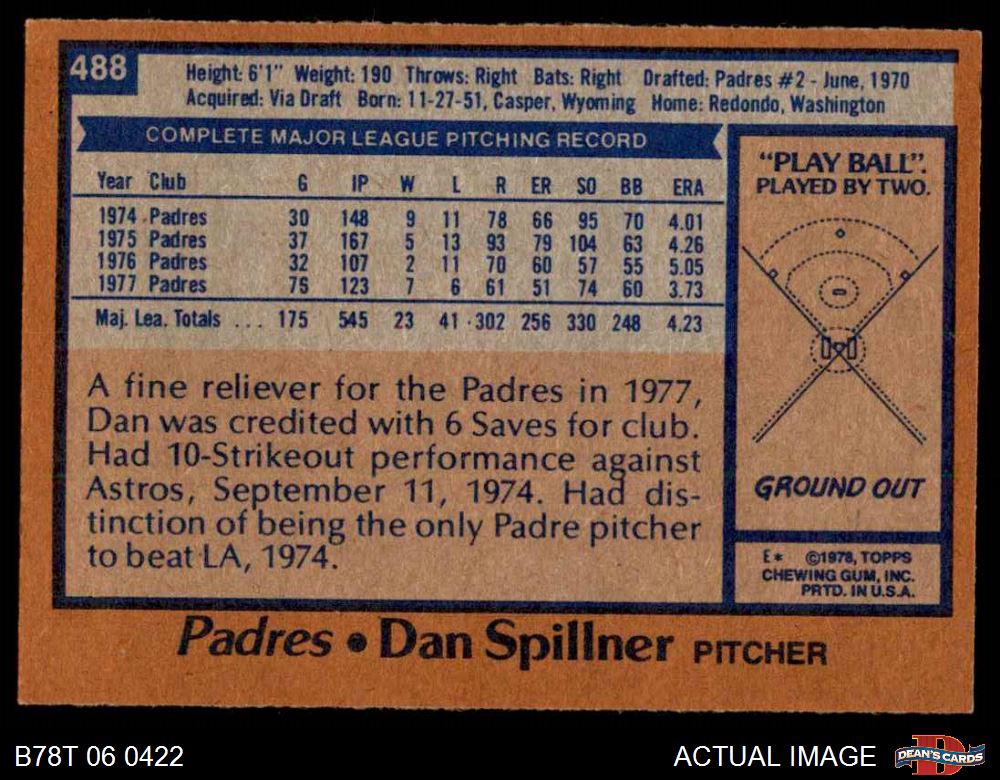 488
Height: 6'1" Weight: 190 Throws: Right Bats: Right Drafted: Padres #2 - June, 1970
Acquired: Via Draft Born: 11-27-51, Casper, Wyoming Home: Redondo, Washington
COMPLETE MAJOR LEAGUE PITCHING RECORD
Year Club G IP W L R ER SO BB ERA
1974 Padres 30 148 9 11 78 66 95 70 4.01
1975 Padres 37 167 5 13 93 79 104 63 4.26
1976 Padres 32 107 2 11 70 60 57 55 5.05
1977 Padres 76 123 7 6 61 51 74 60 3.73
Maj. Lea. Totals ... 175 545 23 41 302 256 330 248 4.23
A fine reliever for the Padres in 1977,
Dan was credited with 6 Saves for club.
Had 10-Strikeout performance against
Astros, September 11, 1974. Had dis-
tinction of being the only Padre pitcher
to beat LA, 1974.
"PLAY BALL".
PLAYED BY TWO.
GROUND OUT
E* ©1978, TOPPS
CHEWING GUM, INC.
PRTD. IN U.S.A.
Padres • Dan Spillner PITCHER
B78T 06 0422
ACTUAL IMAGE
D
DEAN'S CARDS